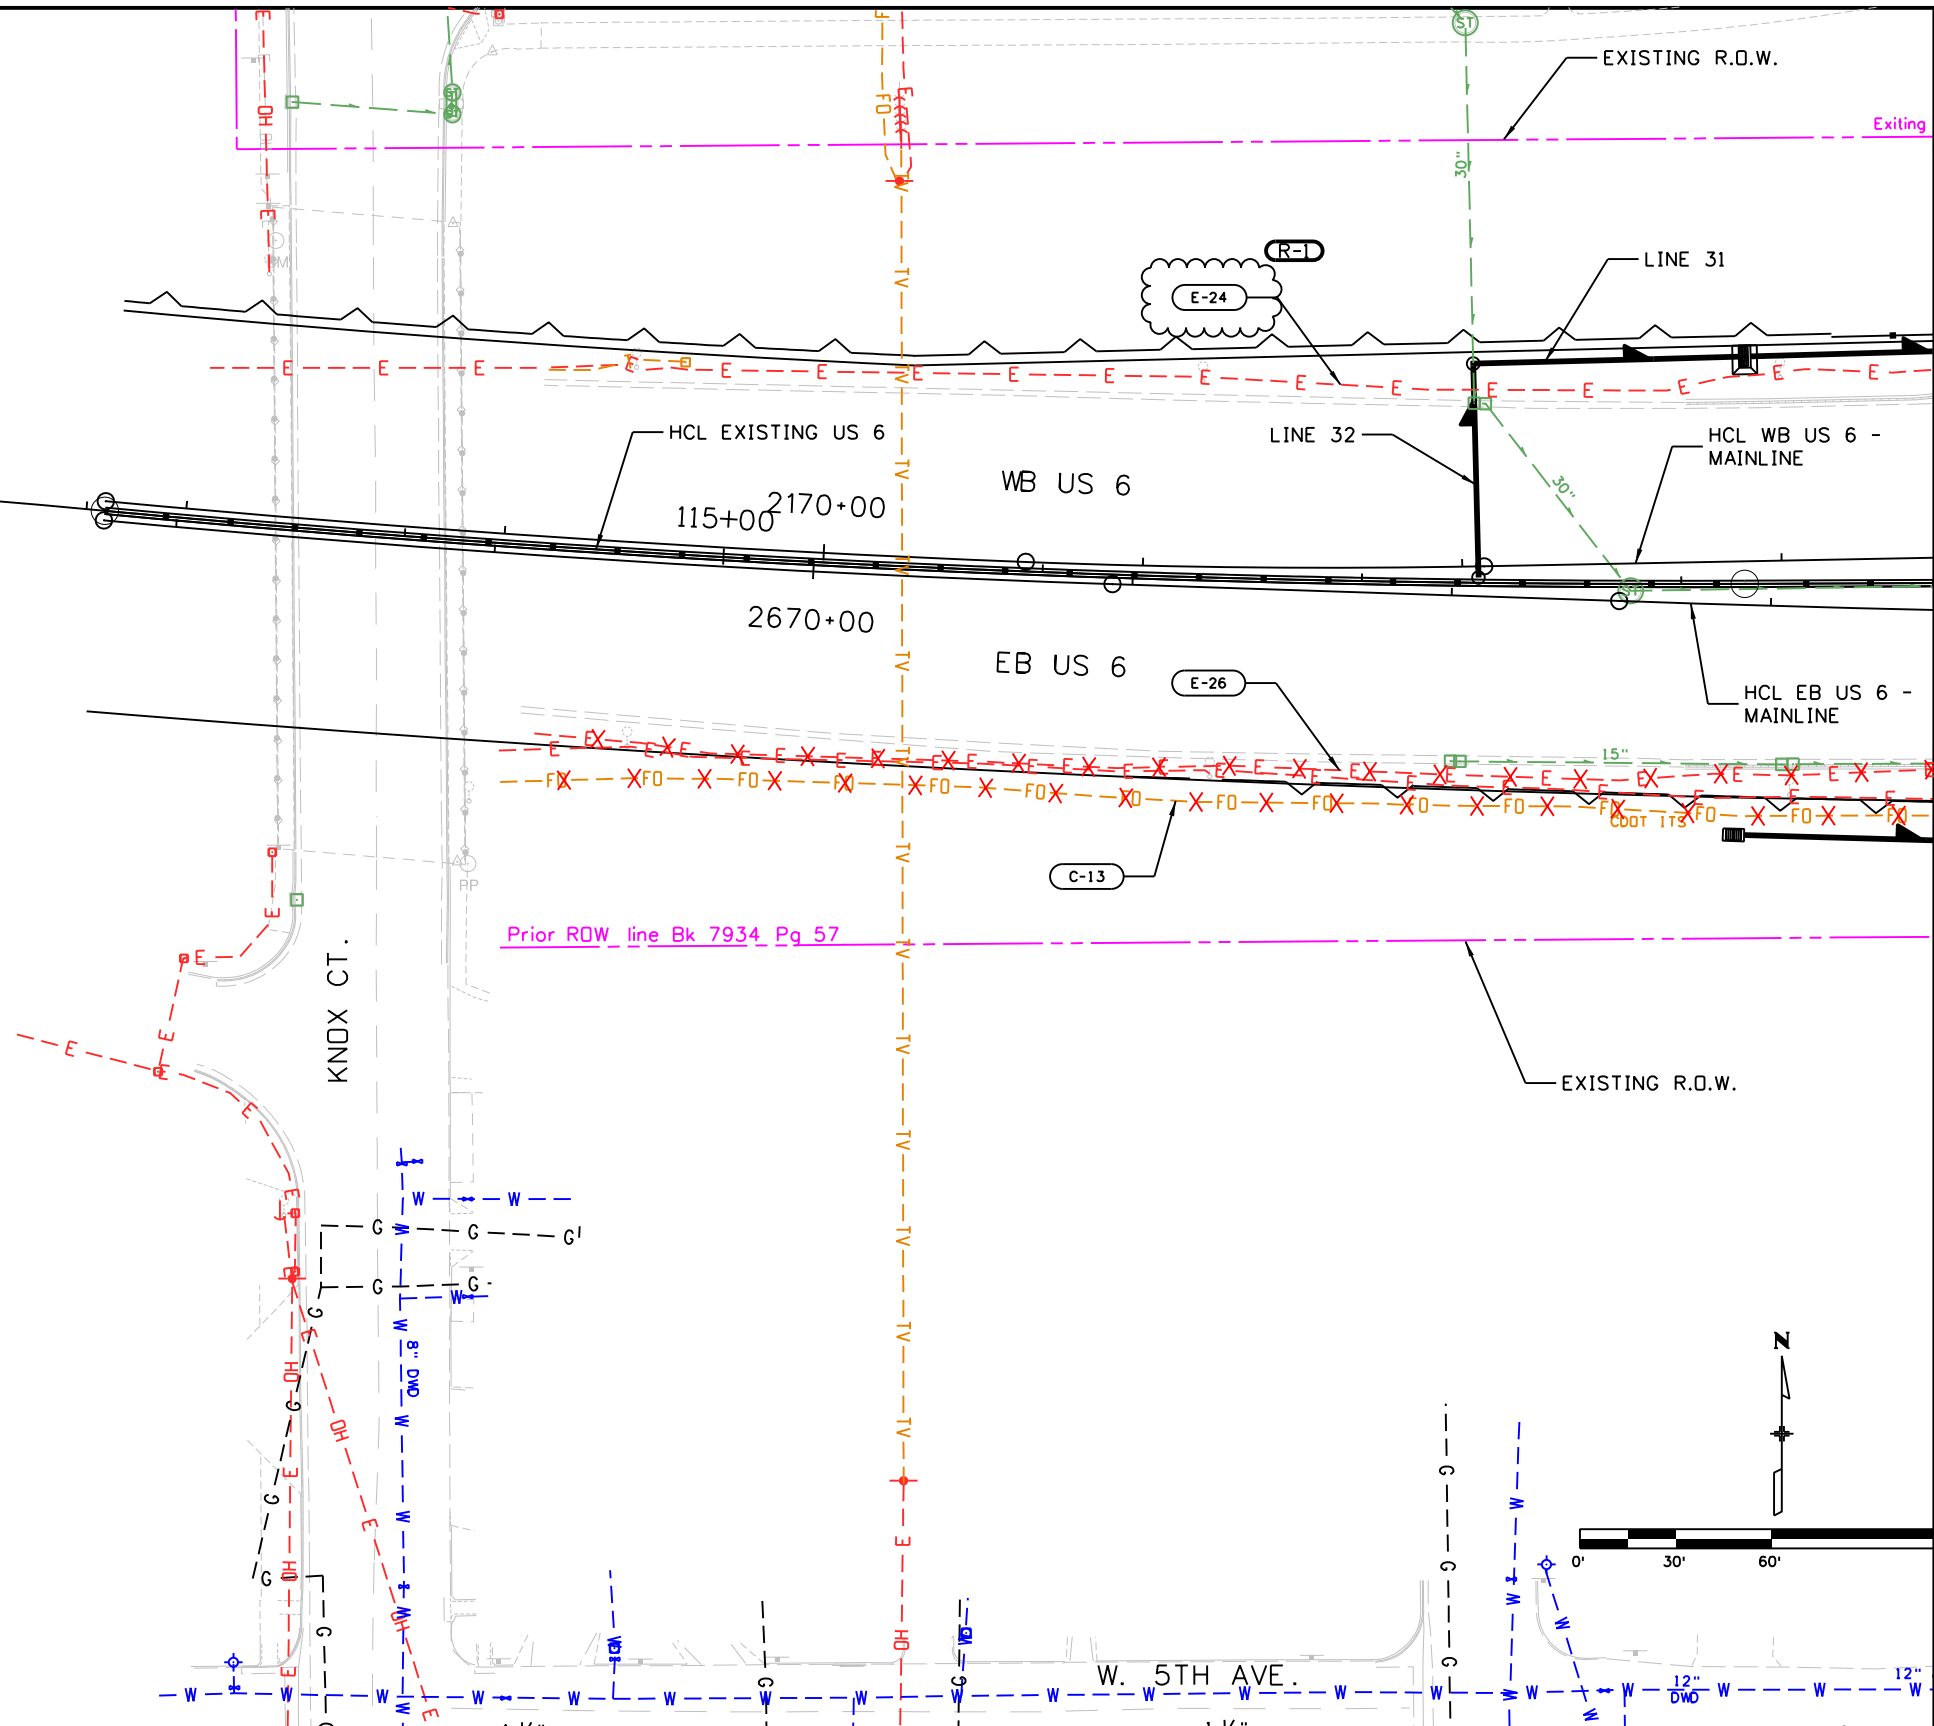 ST
EXISTING R.O.W.
Exiting
30"
R-1
E-24
LINE 31
HCL EXISTING US 6
LINE 32
HCL WB US 6 -
MAINLINE
WB US 6
2170+00
115+00
30"
ST
2670+00
EB US 6
E-26
HCL EB US 6 -
MAINLINE
15"
CDOT ITS
C-13
PP
Prior ROW line Bk 7934 Pg 57
KNOX CT.
EXISTING R.O.W.
8" DWD
N
0'
30'
60'
W. 5TH AVE.
12"
DWD
12"